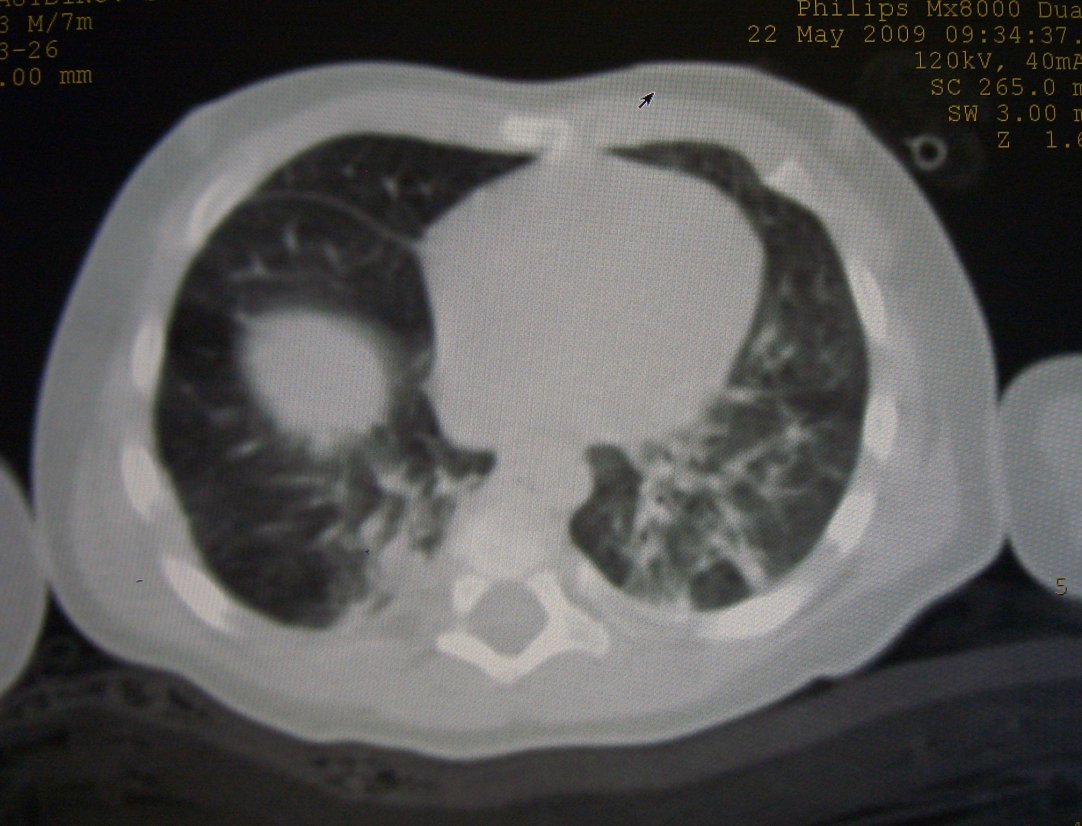 3 M/7m
3-26
.00 mm
Philips Mx8000 Dua
22 May 2009 09:34:37.
120kV, 40mA
SC 265.0 m
SW 3.00 m
Z 1.6
5